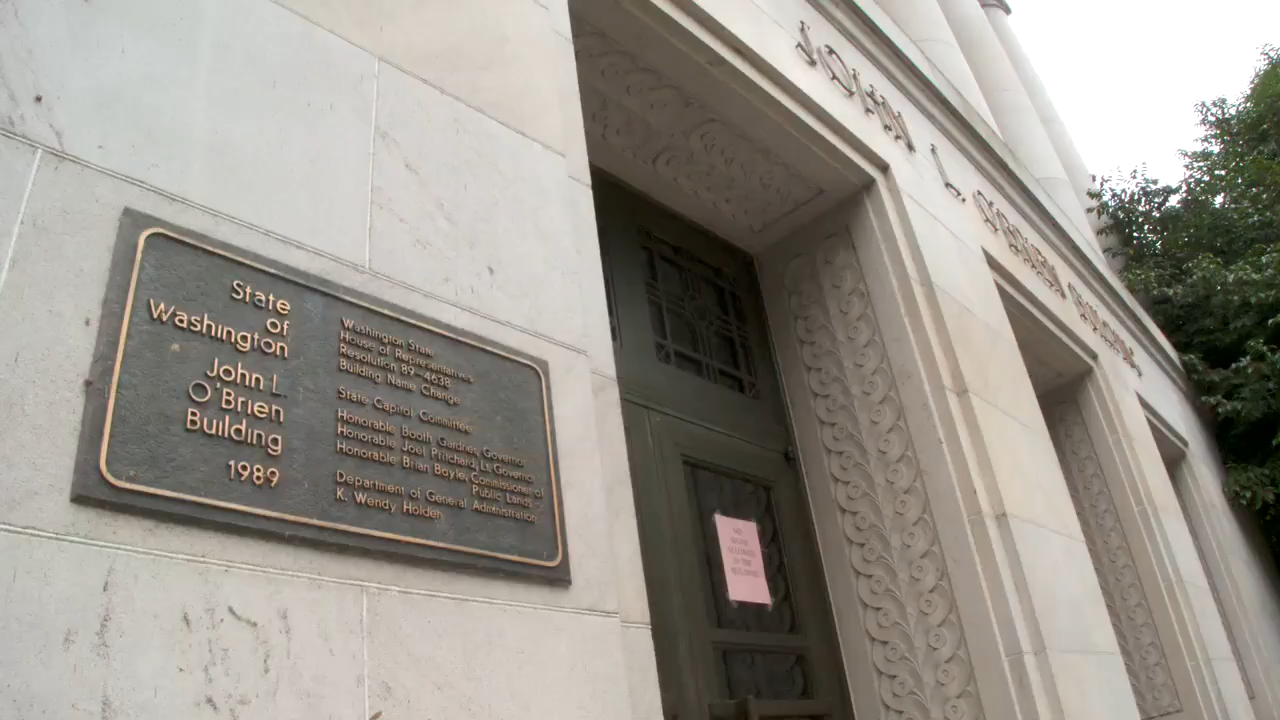 State
of
Washington
John L.
O'Brien
Building
1989
Washington State
House of Representatives
Resolution 89-4638
Building Name Change
State Capitol Committee
Honorable Booth Gardner, Governor
Honorable Joel Pritchard, Lt. Governor
Honorable Brian Boyle, Commissioner of
Public Lands
Department of General Administration
K. Wendy Holden
JOHN L. O'BRIEN BUILDING